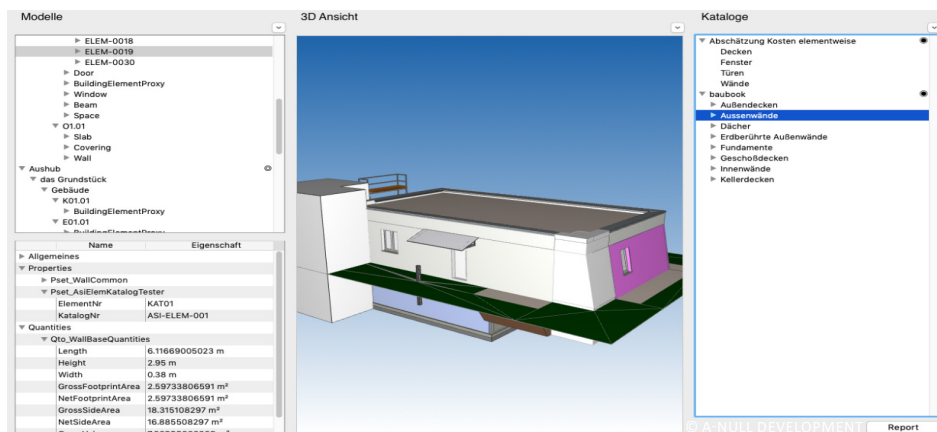 Modelle
ELEM-0018
ELEM-0019
ELEM-0030
Door
BuildingElementProxy
Window
Beam
Space
O1.01
Slab
Covering
Wall
Aushub
das Grundstück
Gebäude
K01.01
BuildingElementProxy
E01.01
BuildingElementProxy
Name Eigenschaft
Allgemeines
Properties
Pset_WallCommon
Pset_AsiElemKatalogTester
ElementNr KAT01
KatalogNr ASI-ELEM-001
Quantities
Qto_WallBaseQuantities
Length 6.11669005023 m
Height 2.95 m
Width 0.38 m
GrossFootprintArea 2.59733806591 m²
NetFootprintArea 2.59733806591 m²
GrossSideArea 18.315108297 m²
NetSideArea 16.885508297 m²
3D Ansicht
Kataloge
Abschätzung Kosten elementweise
Decken
Fenster
Türen
Wände
baubook
Außendecken
Aussenwände
Dächer
Erdberührte Außenwände
Fundamente
Geschoßdecken
Innenwände
Kellerdecken
© A-NULL DEVELOPMENT
Report